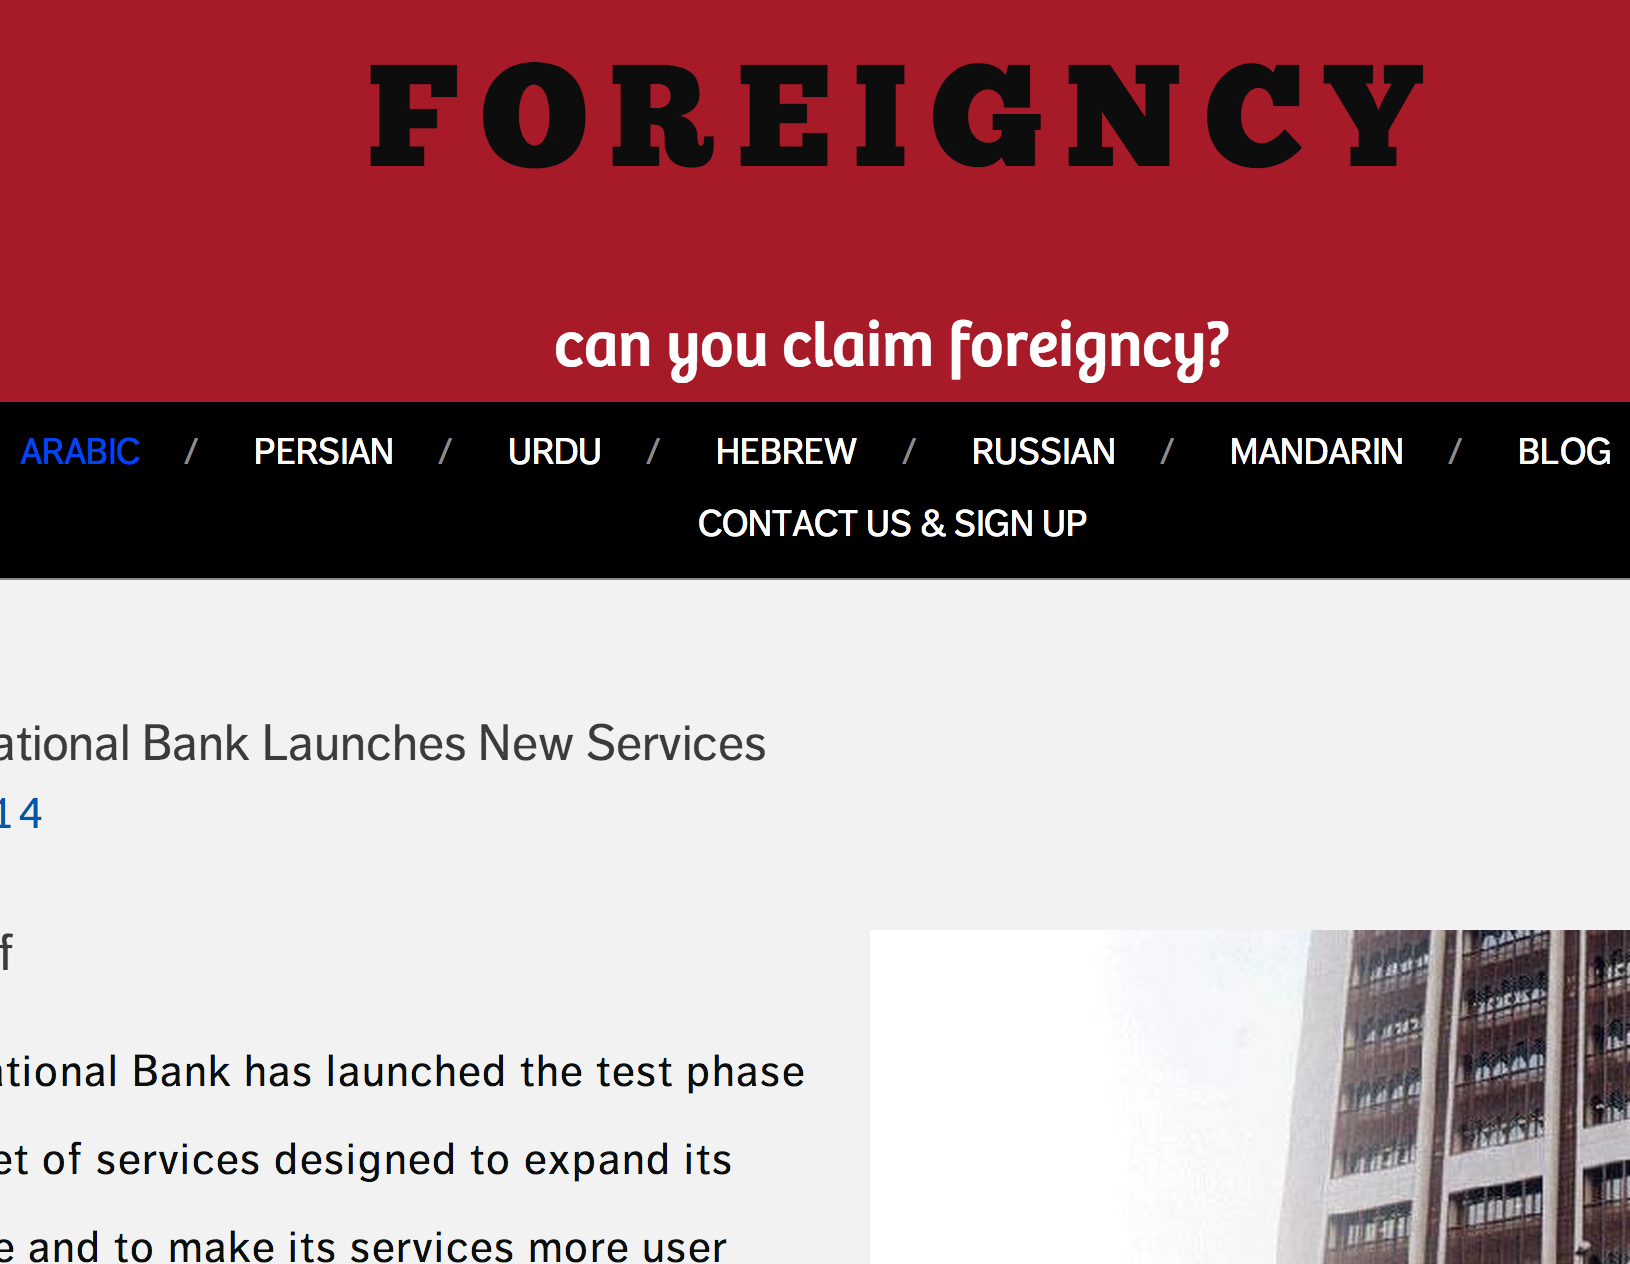 FOREIGNCY
can you claim foreigncy?
ARABIC / PERSIAN / URDU / HEBREW / RUSSIAN / MANDARIN / BLOG
CONTACT US & SIGN UP
ational Bank Launches New Services
14
f
ational Bank has launched the test phase
et of services designed to expand its
e and to make its services more user